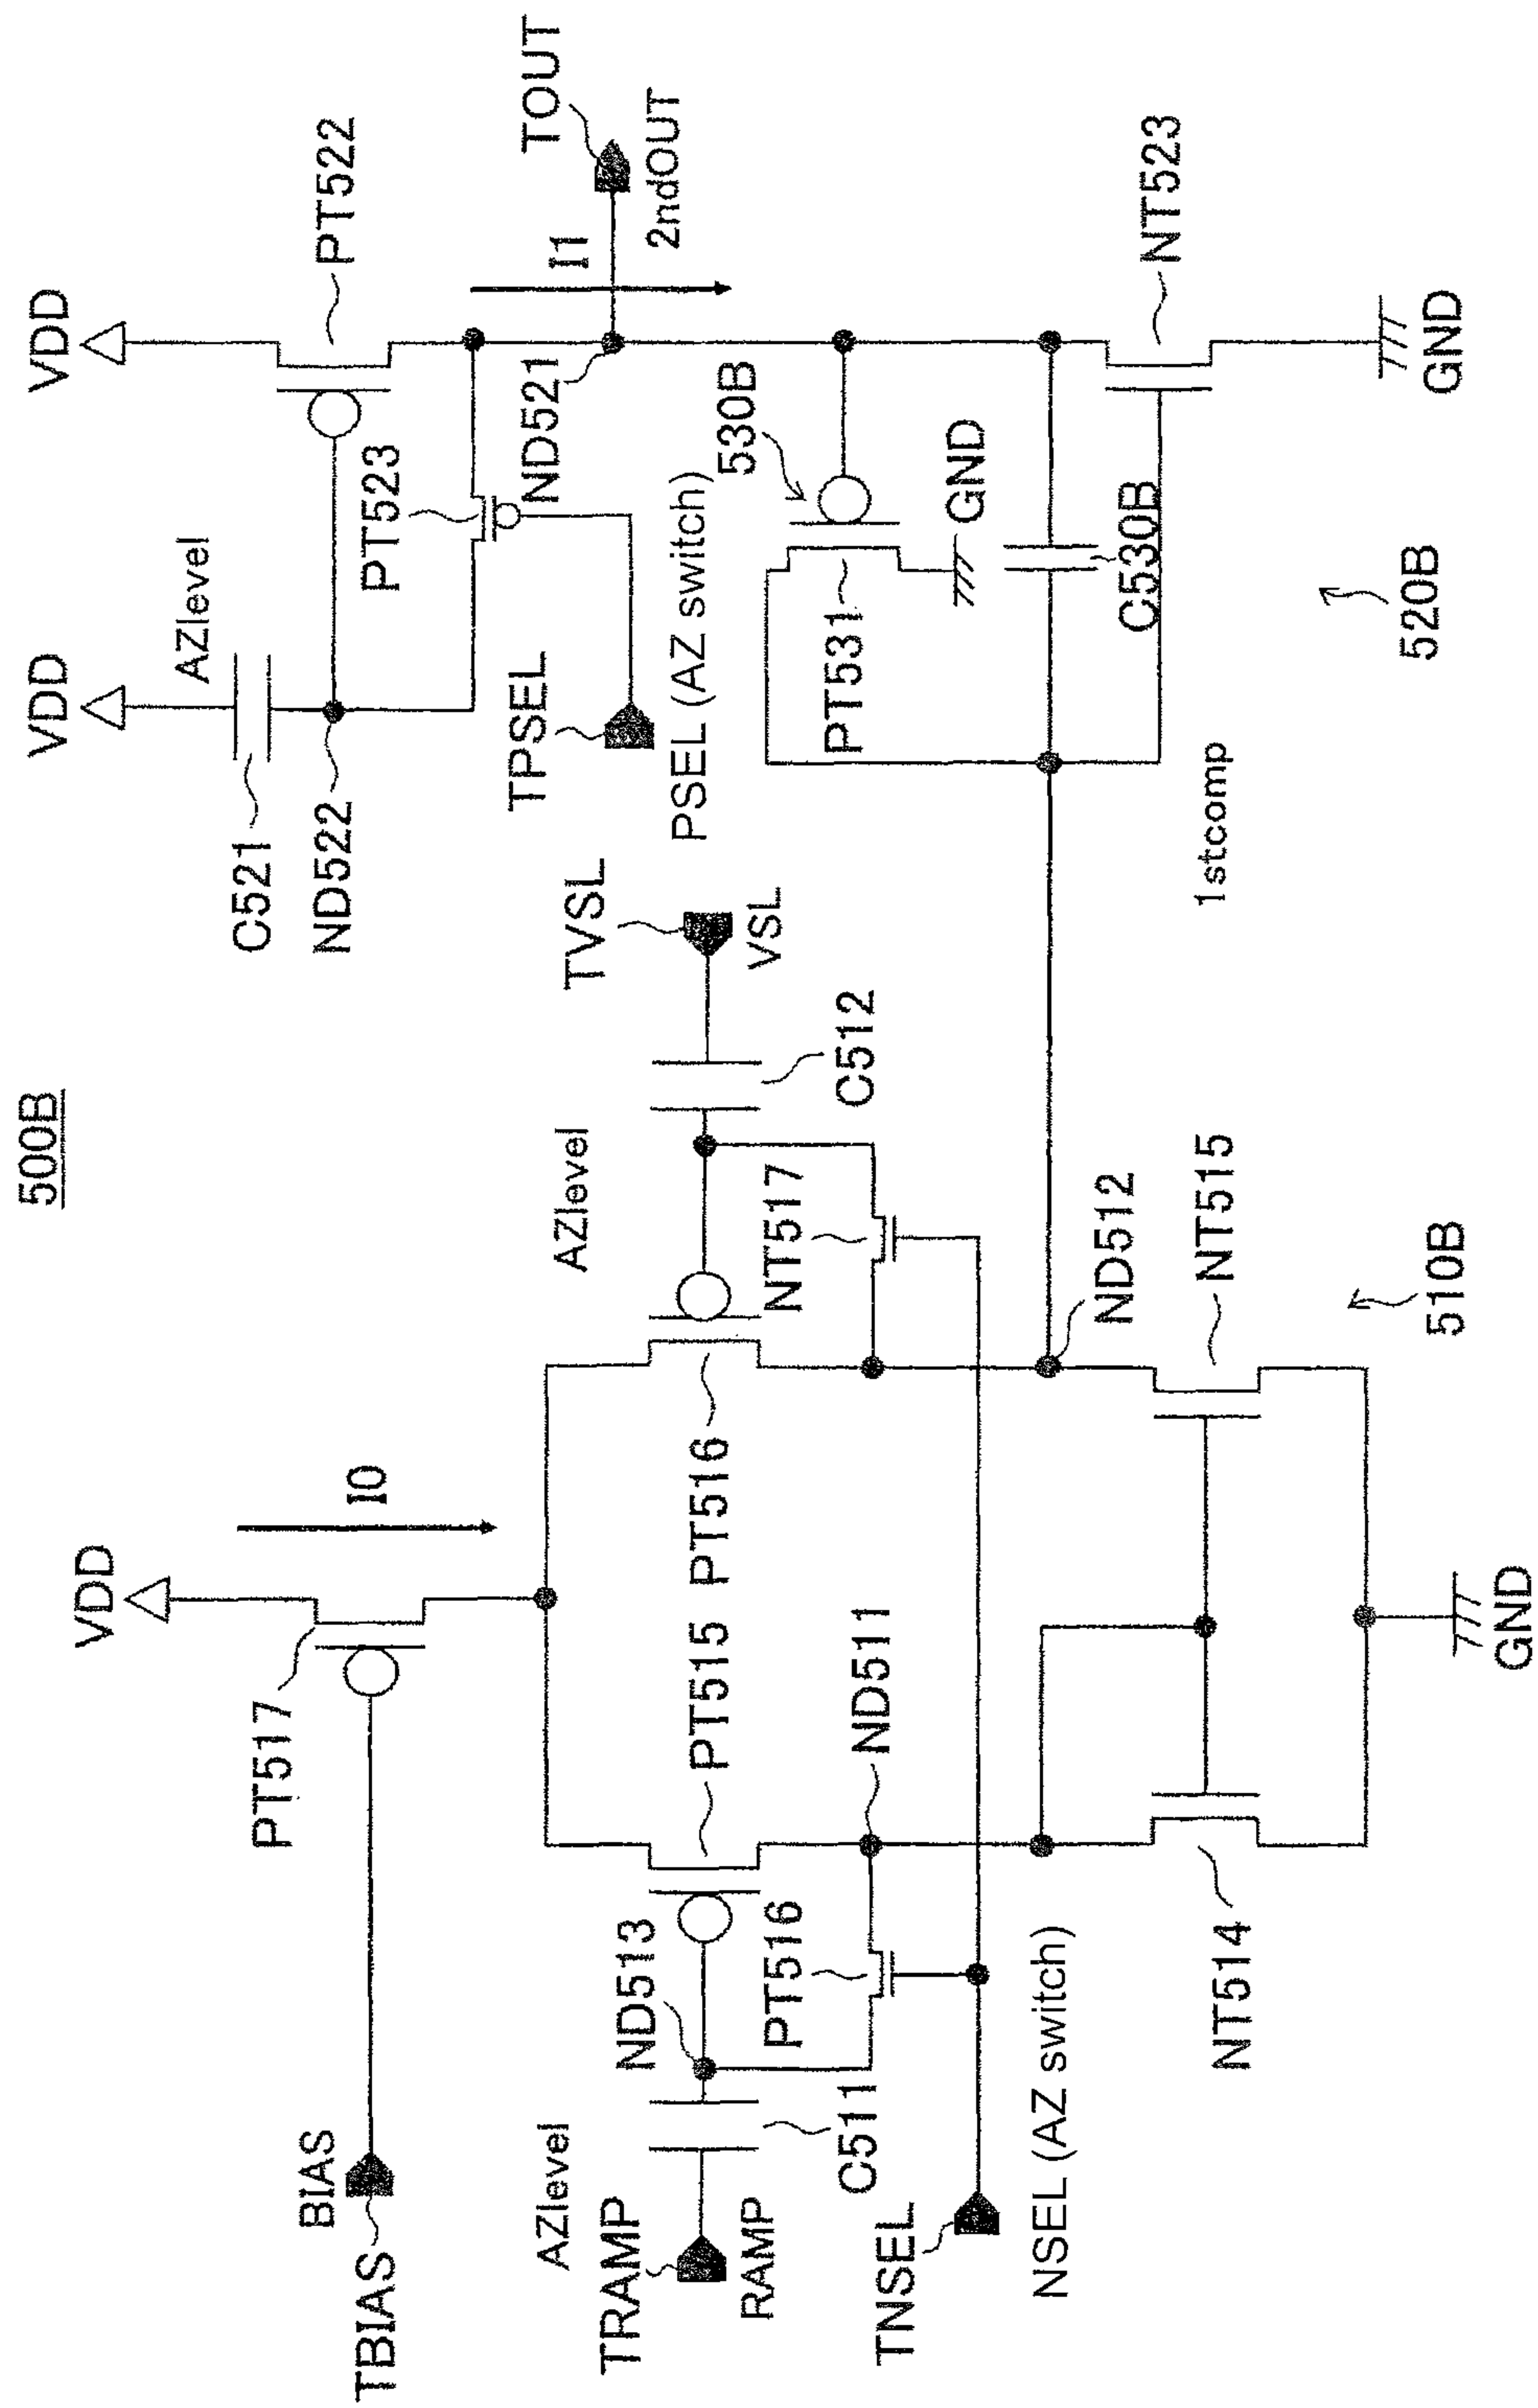 500B
VDD
VDD
VDD
PT517
I0
BIAS
TBIAS
C521
AZlevel
ND522
PT522
PT523
ND521
I1
TOUT
2ndOUT
TPSEL
PSEL (AZ switch)
AZlevel
TRAMP
RAMP
C511
ND513
PT516
PT515
PT516
ND511
AZlevel
NT517
C512
TVSL
VSL
530B
PT531
GND
C530B
TNSEL
NSEL (AZ switch)
ND512
1stcomp
NT514
NT515
NT523
GND
GND
510B
520B